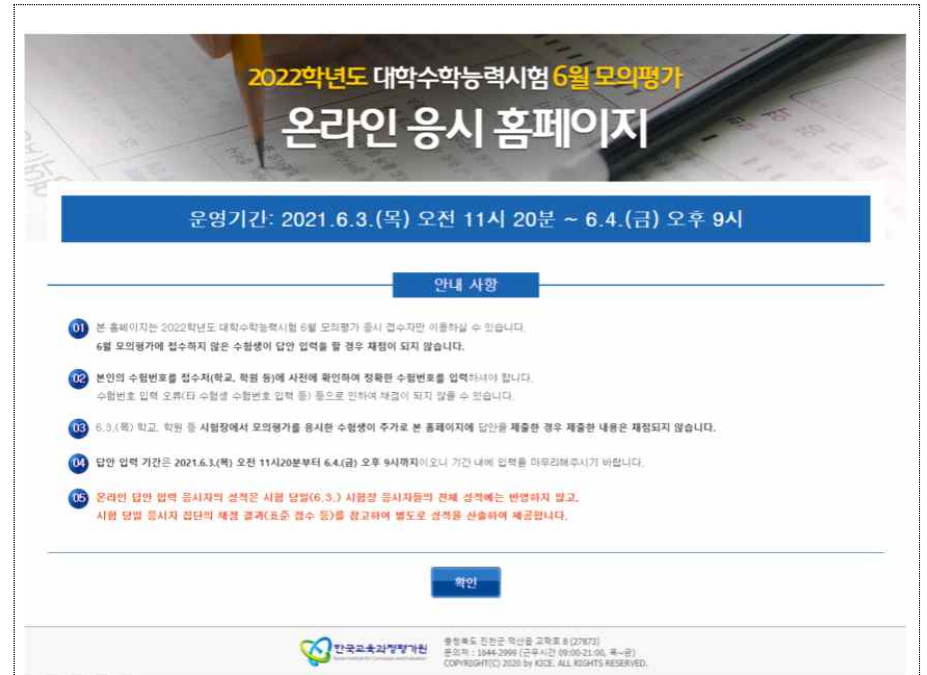 2022학년도 대학수학능력시험 6월 모의평가
온라인 응시 홈페이지
운영기간: 2021.6.3.(목) 오전 11시 20분 ~ 6.4.(금) 오후 9시
안내 사항
01 본 홈페이지는 2022학년도 대학수학능력시험 6월 모의평가 응시 접수자만 이용하실 수 있습니다.
6월 모의평가에 접수하지 않은 수험생이 답안 입력을 할 경우 채점이 되지 않습니다.
02 본인의 수험번호를 접수처(학교, 학원 등)에 사전에 확인하여 정확한 수험번호를 입력하셔야 합니다.
수험번호 입력 오류(타 수험생 수험번호 입력 등) 등으로 인하여 채점이 되지 않을 수 있습니다.
03 6.3.(목) 학교, 학원 등 시험장에서 모의평가를 응시한 수험생이 추가로 본 홈페이지에 답안을 제출한 경우 제출한 내용은 채점되지 않습니다.
04 답안 입력 기간은 2021.6.3.(목) 오전 11시20분부터 6.4.(금) 오후 9시까지이오니 기간 내에 입력을 마무리해주시기 바랍니다.
05 온라인 답안 입력 응시자의 성적은 시험 당일(6.3.) 시험장 응시자들의 전체 성적에는 반영하지 않고,
시험 당일 응시자 집단의 채점 결과(표준 점수 등)를 참고하여 별도로 성적을 산출하여 제공합니다.
확인
한국교육과정평가원
충청북도 진천군 덕산읍 교학로 8 (27873)
문의처 : 1644-2999 (근무시간 09:00-21:00, 목~금)
COPYRIGHT(C) 2020 by KICE. ALL RIGHTS RESERVED.